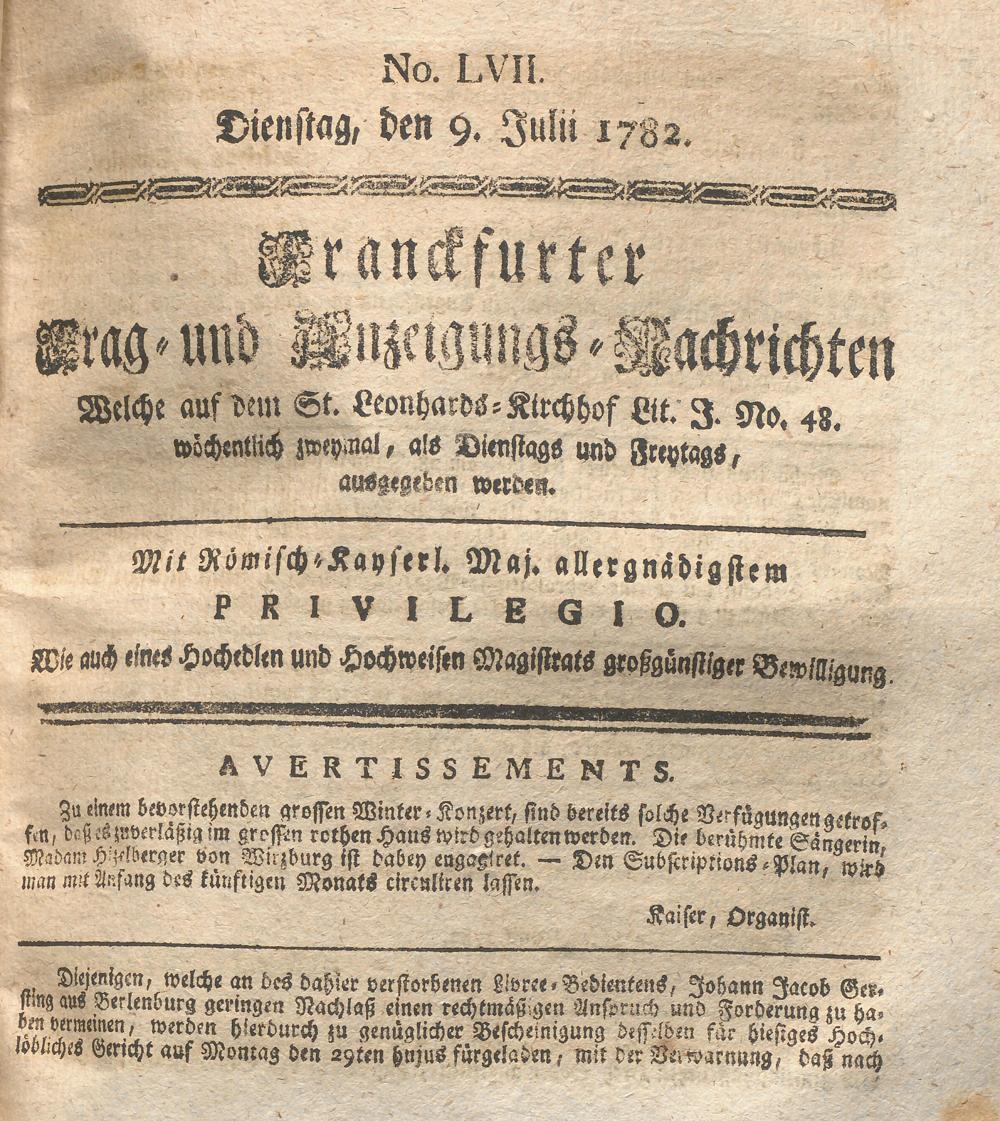 No. LVII.
Dienſtag, den 9. Julii 1782.
Franckfurter
Frag- und Anzeigungs-Nachrichten
Welche auf dem St. Leonhards-Kirchhof Lit. J. No. 48.
wöchentlich zweymal, als Dienſtags und Freytags,
ausgegeben werden.
Mit Römiſch-Kayſerl. Maj. allergnädigſtem
PRIVILEGIO.
Wie auch eines Hochedlen und Hochweiſen Magiſtrats großgünſtiger Bewilligung.
AVERTISSEMENTS.
Zu einem bevorſtehenden groſſen Winter-Konzert, ſind bereits ſolche Verfügungen getrof-
fen, daß es zuverläßig im groſſen rothen Haus wird gehalten werden. Die berühmte Sängerin,
Madam Hizelberger von Wirzburg iſt dabey engagiret. — Den Subſcriptions-Plan, wird
man mit Anfang des künftigen Monats circuliren laſſen.
Kaiſer, Organiſt.
Diejenigen, welche an des dahier verſtorbenen Livree-Bedientens, Johann Jacob Ger-
ſting aus Berlenburg geringen Nachlaß einen rechtmäßigen Anſpruch und Forderung zu ha-
ben vermeinen, werden hierdurch zu genüglicher Beſcheinigung deſſelben für hieſiges Hoch-
löbliches Gericht auf Montag den 29ten hujus fürgeladen, mit der Verwarnung, daß nach